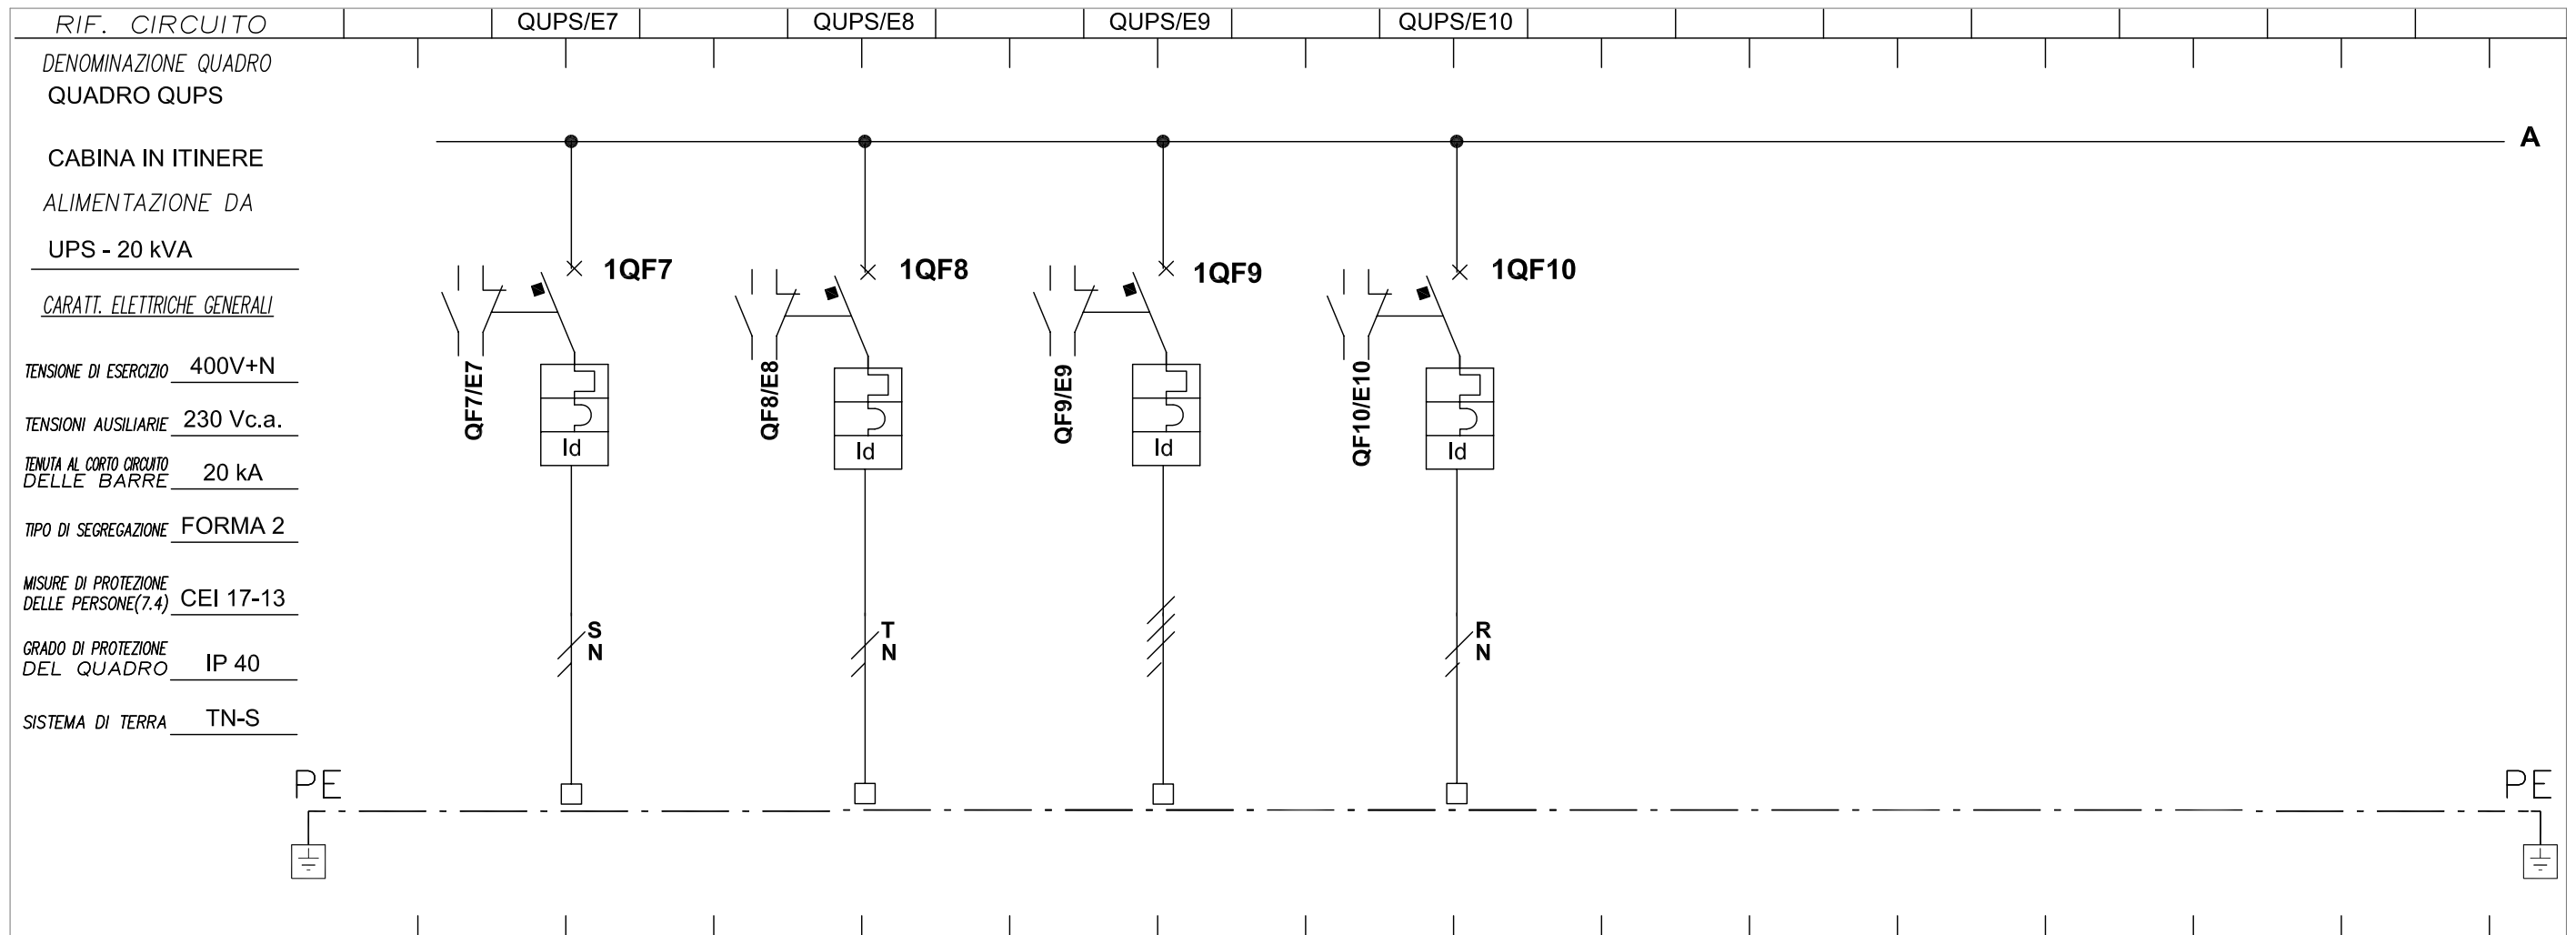 RIF. CIRCUITO QUPS/E7 QUPS/E8 QUPS/E9 QUPS/E10
DENOMINAZIONE QUADRO
QUADRO QUPS
A
CABINA IN ITINERE
ALIMENTAZIONE DA
UPS - 20 kVA
1QF7 1QF8 1QF9 1QF10
CARATT. ELETTRICHE GENERALI
TENSIONE DI ESERCIZIO 400V+N
QF7/E7 QF8/E8 QF9/E9 QF10/E10
TENSIONI AUSILIARIE 230 Vc.a.
Id Id Id Id
TENUTA AL CORTO CIRCUITO
DELLE BARRE 20 kA
TIPO DI SEGREGAZIONE FORMA 2
MISURE DI PROTEZIONE
DELLE PERSONE(7.4) CEI 17-13
S T R
N N N
GRADO DI PROTEZIONE
DEL QUADRO IP 40
SISTEMA DI TERRA TN-S
PE PE